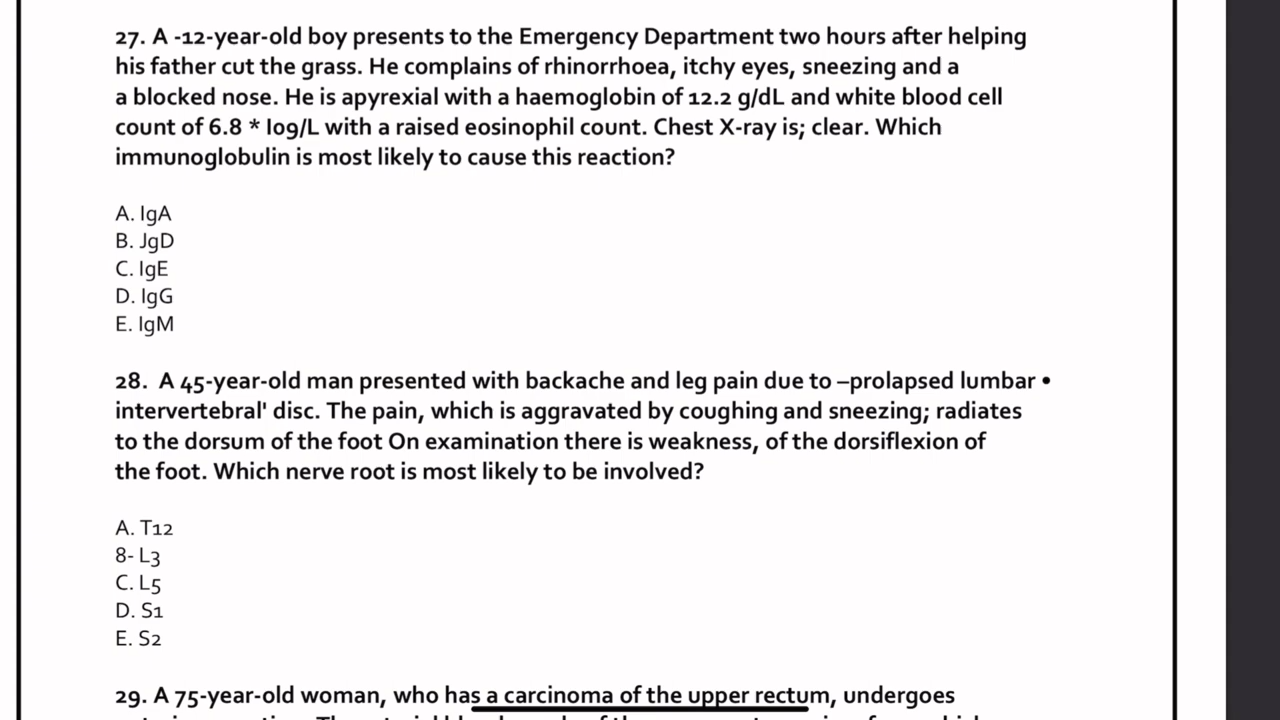 27. A -12-year-old boy presents to the Emergency Department two hours after helping
his father cut the grass. He complains of rhinorrhoea, itchy eyes, sneezing and a
a blocked nose. He is apyrexial with a haemoglobin of 12.2 g/dL and white blood cell
count of 6.8 * Io9/L with a raised eosinophil count. Chest X-ray is; clear. Which
immunoglobulin is most likely to cause this reaction?
A. IgA
B. JgD
C. IgE
D. IgG
E. IgM
28. A 45-year-old man presented with backache and leg pain due to –prolapsed lumbar •
intervertebral' disc. The pain, which is aggravated by coughing and sneezing; radiates
to the dorsum of the foot On examination there is weakness, of the dorsiflexion of
the foot. Which nerve root is most likely to be involved?
A. T12
8- L3
C. L5
D. S1
E. S2
29. A 75-year-old woman, who has a carcinoma of the upper rectum, undergoes